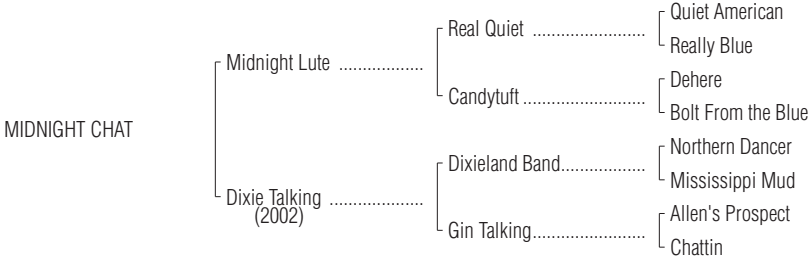 Quiet American
Real Quiet ........................
Really Blue
Midnight Lute ..................
Dehere
Candytuft ..........................
Bolt From the Blue
MIDNIGHT CHAT
Northern Dancer
Dixieland Band..................
Mississippi Mud
Dixie Talking ....................
(2002)
Allen's Prospect
Gin Talking........................
Chattin